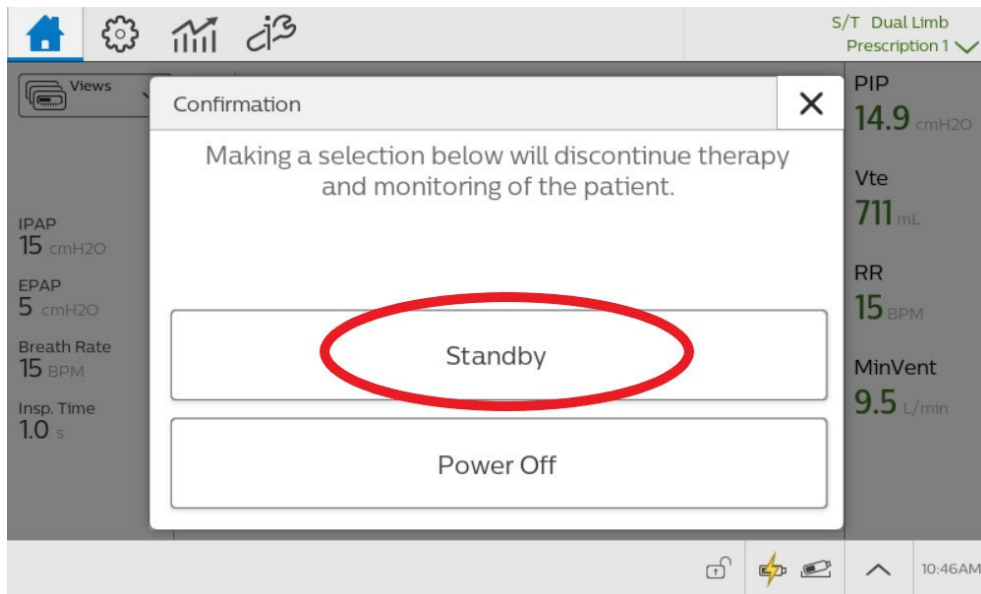 S/T Dual Limb
Prescription 1
Views
Confirmation
Making a selection below will discontinue therapy
and monitoring of the patient.
Standby
Power Off
IPAP
15 cmH2O
EPAP
5 cmH2O
Breath Rate
15 BPM
Insp. Time
1.0 s
PIP
14.9 cmH2O
Vte
711 mL
RR
15 BPM
MinVent
9.5 L/min
10:46AM